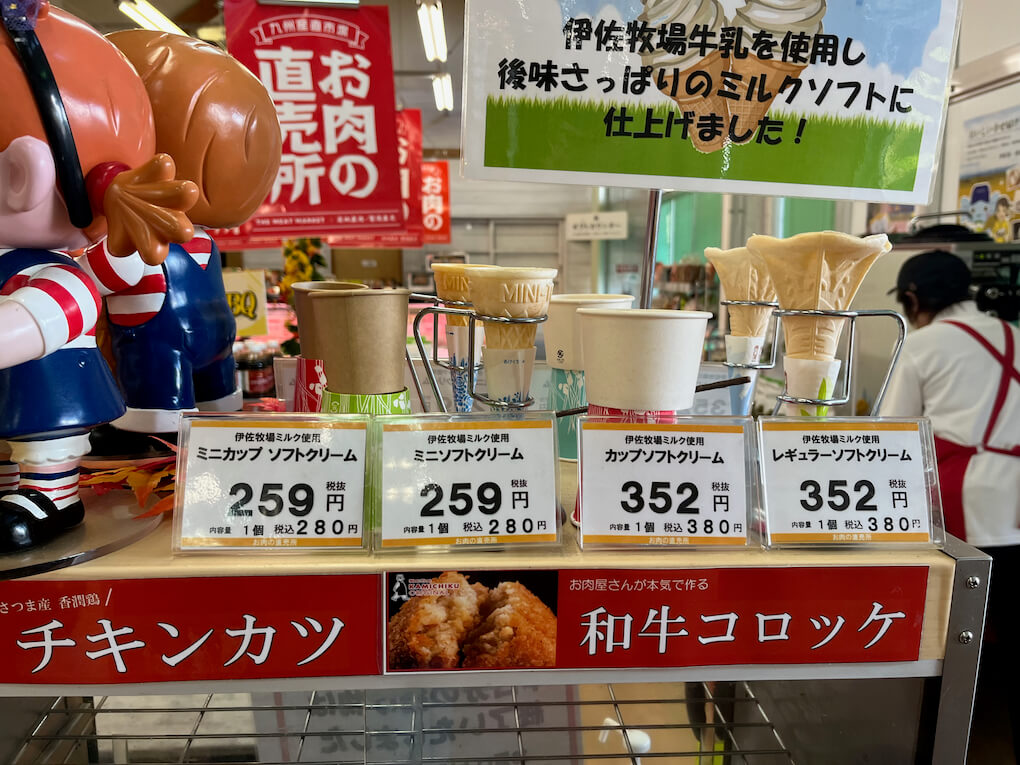 九州産直市場
お肉の
直売所
THE MEAT MARKET
お肉の
伊佐牧場牛乳を使用し
後味さっぱりのミルクソフトに
仕上げました！
MINI
伊佐牧場ミルク使用
ミニカップ ソフトクリーム
259 税抜 円
内容量 1個 税込 280 円
お肉の直売所
伊佐牧場ミルク使用
ミニソフトクリーム
259 税抜 円
内容量 1個 税込 280 円
お肉の直売所
伊佐牧場ミルク使用
カップソフトクリーム
352 税抜 円
内容量 1個 税込 380 円
お肉の直売所
伊佐牧場ミルク使用
レギュラーソフトクリーム
352 税抜 円
内容量 1個 税込 380 円
さつま産 香潤鶏
チキンカツ
KAMICHIKU
お肉屋さんが本気で作る
和牛コロッケ